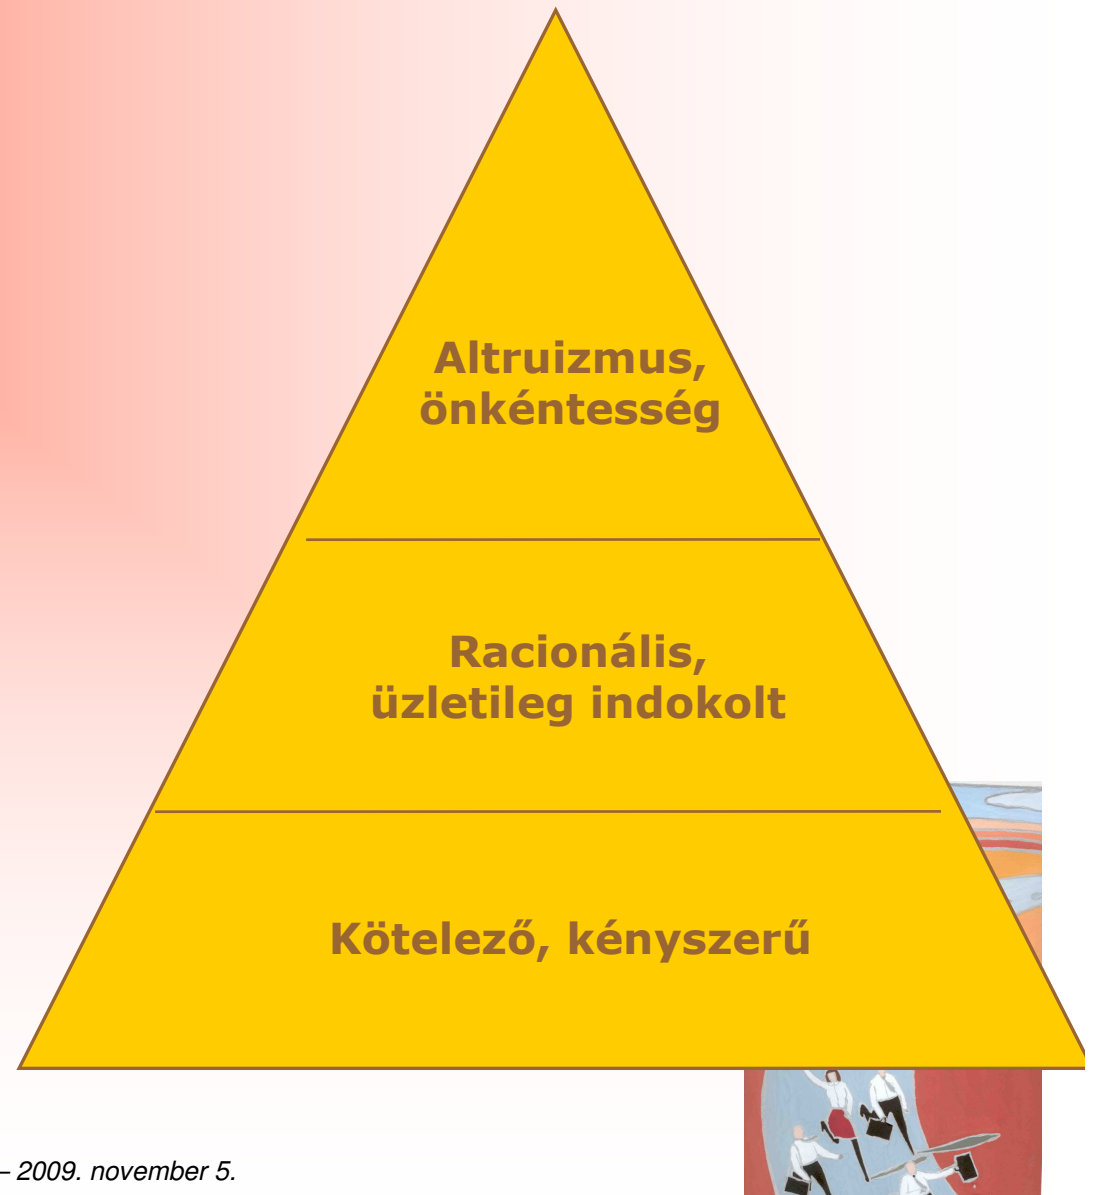 Altruizmus,
önkéntesség
Racionális,
üzletileg indokolt
Kötelező, kényszerű
– 2009. november 5.